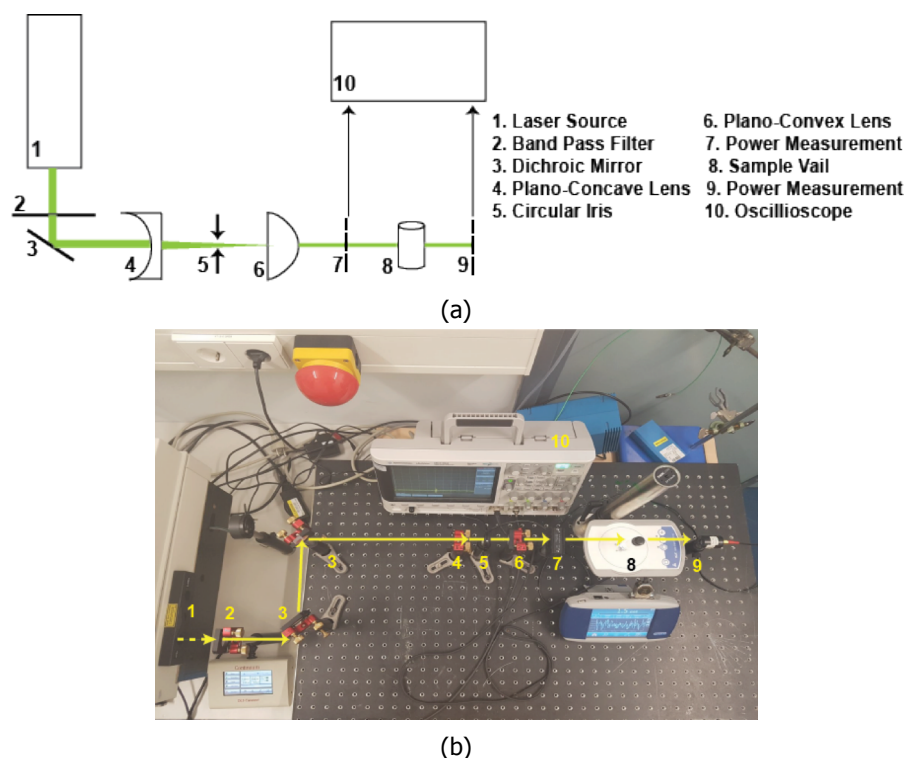 10
1
2
3
4
5
6
7
8
9
1. Laser Source
2. Band Pass Filter
3. Dichroic Mirror
4. Plano-Concave Lens
5. Circular Iris
6. Plano-Convex Lens
7. Power Measurement
8. Sample Vail
9. Power Measurement
10. Oscillioscope
(a)
10
1
2
3
3
4
5
6
7
8
9
(b)